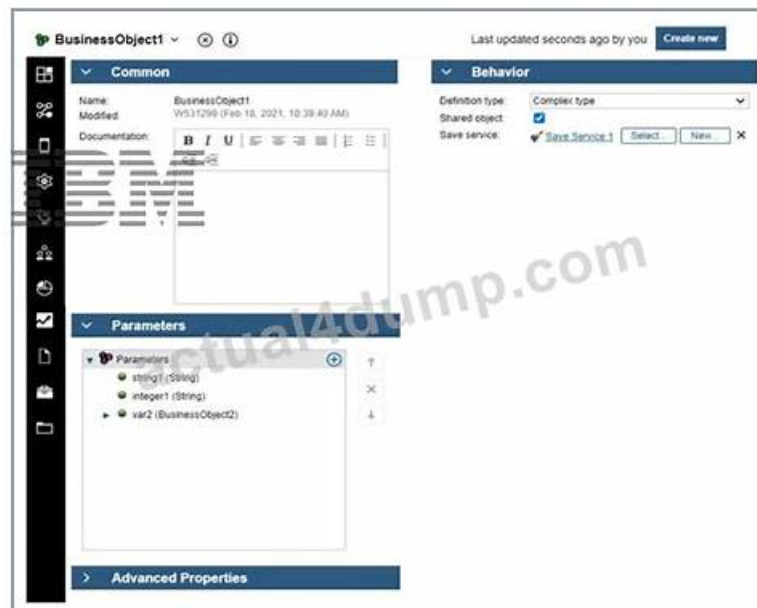 BusinessObject1
Last updated seconds ago by you
Create new
Common
Name: BusinessObject1
Modified: W531299 (Feb 18, 2021, 10:39:49 AM)
Documentation:
B I U
Behavior
Definition type: Complex type
Shared object:
Save service: Save Service 1 Select... New...
IBM
Parameters
Parameters
string1 (String)
integer1 (String)
var2 (BusinessObject2)
Advanced Properties
actual4dump.com